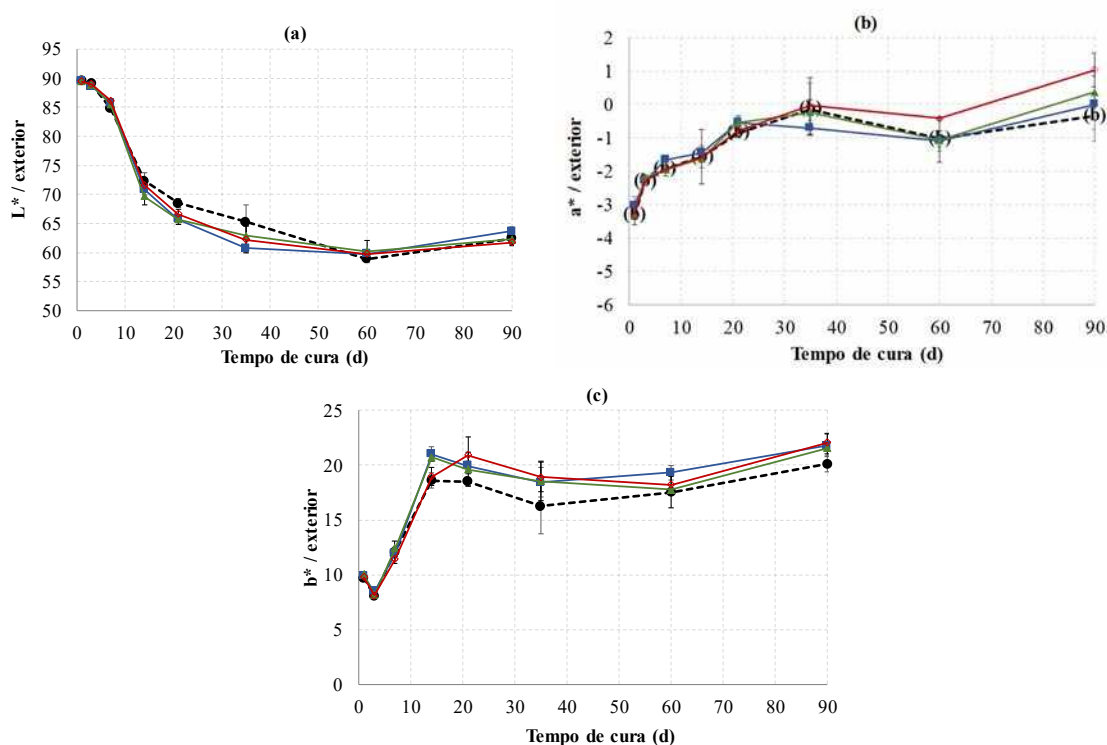 (a)
95
90
85
80
75
70
65
60
55
50
L* / exterior
0 10 20 30 40 50 60 70 80 90
Tempo de cura (d)
(b)
2
1
0
-1
-2
-3
-4
-5
-6
a* / exterior
(b)
(b)
(b)
(b)
(b)
(b)
(b)
(b)
0 10 20 30 40 50 60 70 80 90
Tempo de cura (d)
(c)
25
20
15
10
5
0
b* / exterior
0 10 20 30 40 50 60 70 80 90
Tempo de cura (d)